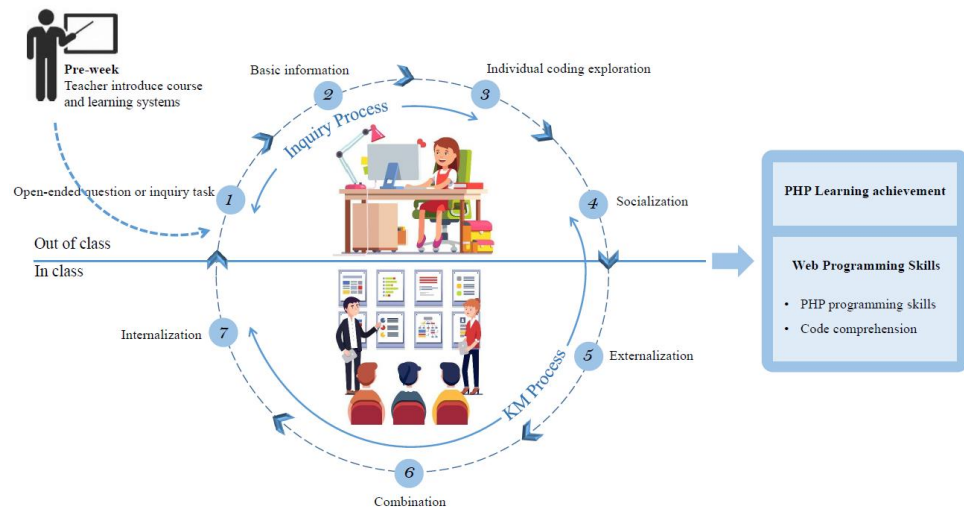 Pre-week
Teacher introduce course
and learning systems
Basic information
2
Individual coding exploration
3
Inquiry Process
Open-ended question or inquiry task
1
4
Socialization
Out of class
In class
Internalization
7
KM Process
5
Externalization
6
Combination
PHP Learning achievement
Web Programming Skills
• PHP programming skills
• Code comprehension